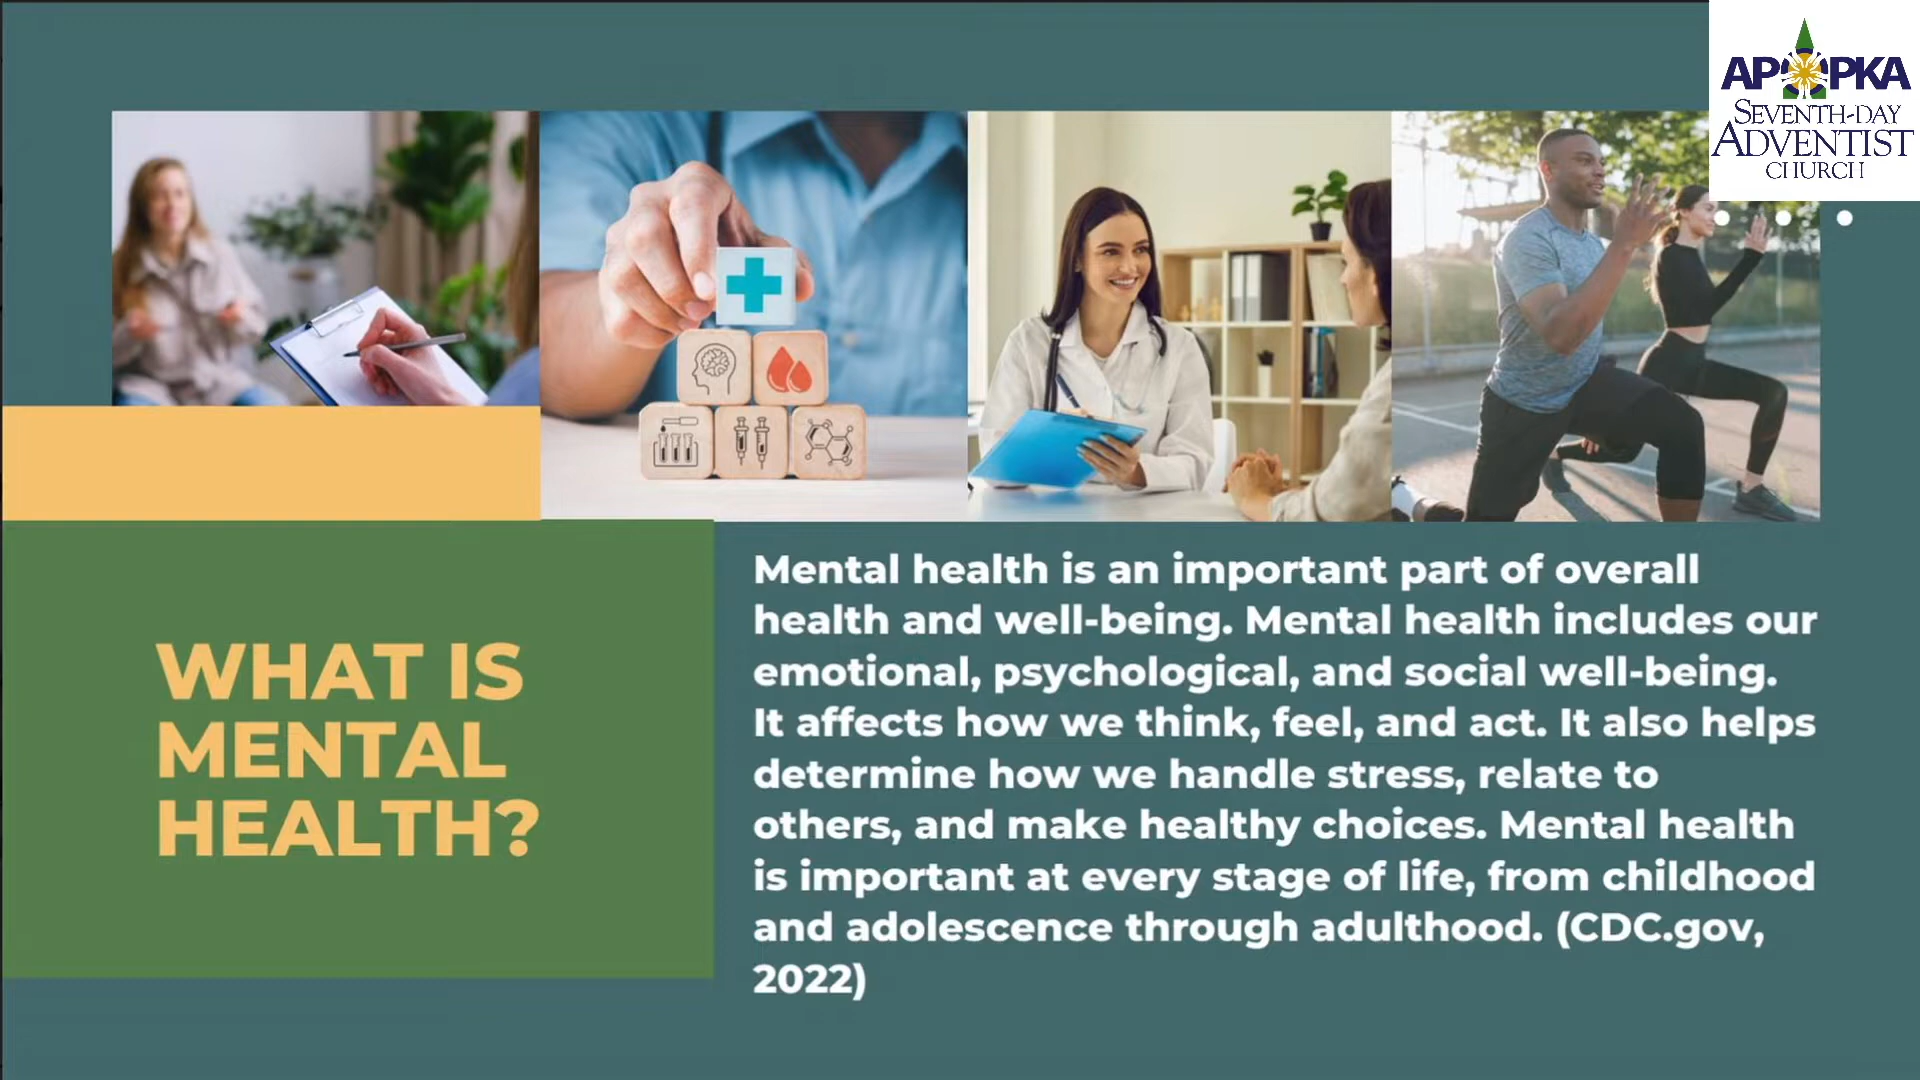 APOPKA
SEVENTH-DAY
ADVENTIST
CHURCH
WHAT IS
MENTAL
HEALTH?
Mental health is an important part of overall
health and well-being. Mental health includes our
emotional, psychological, and social well-being.
It affects how we think, feel, and act. It also helps
determine how we handle stress, relate to
others, and make healthy choices. Mental health
is important at every stage of life, from childhood
and adolescence through adulthood. (CDC.gov,
2022)